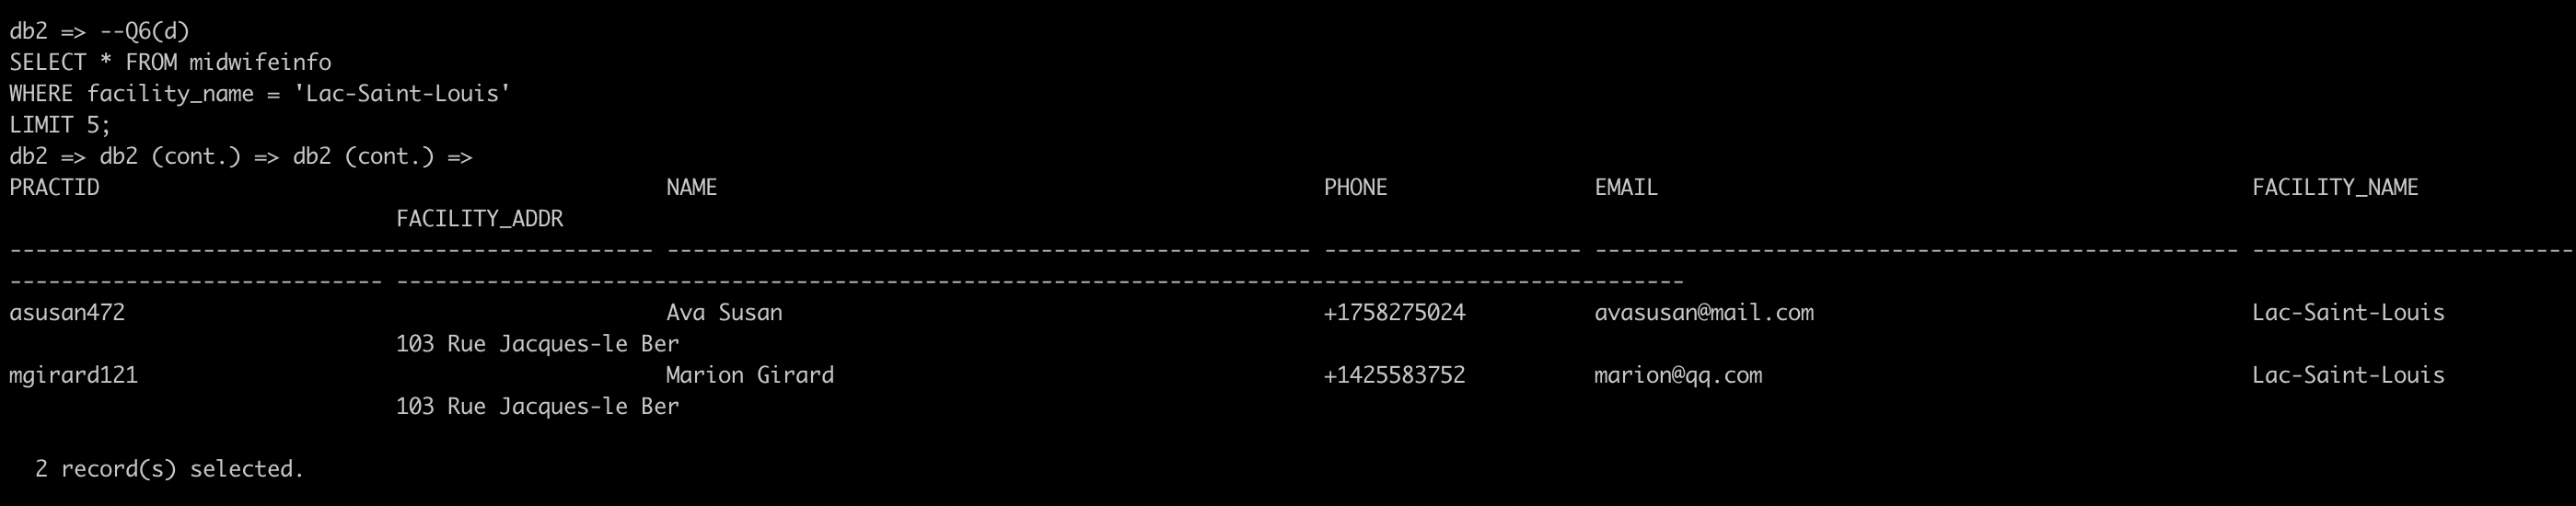 db2 => --Q6(d)
SELECT * FROM midwifeinfo
WHERE facility_name = 'Lac-Saint-Louis'
LIMIT 5;
db2 => db2 (cont.) => db2 (cont.) =>
PRACTID NAME PHONE EMAIL FACILITY_NAME
FACILITY_ADDR
-------------------------------------------------- -------------------------------------------------- -------------------- -------------------------------------------------- -------------------------
----------------------------- ----------------------------------------------------------------------------------------------------
asusan472 Ava Susan +1758275024 avasusan@mail.com Lac-Saint-Louis
103 Rue Jacques-le Ber
mgirard121 Marion Girard +1425583752 marion@qq.com Lac-Saint-Louis
103 Rue Jacques-le Ber
2 record(s) selected.